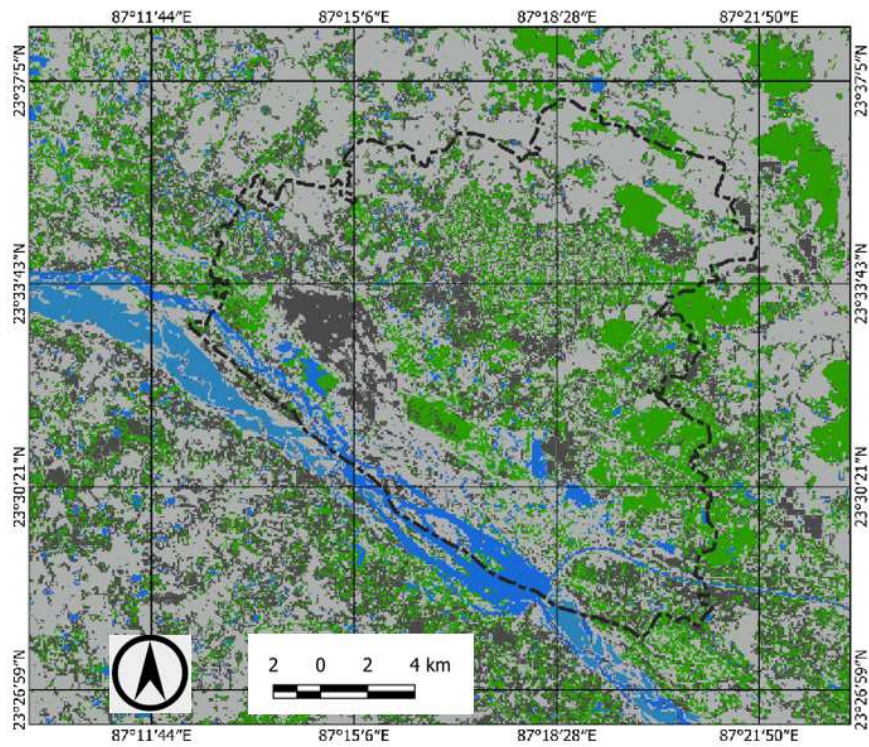 87°11′44″E 87°15′6″E 87°18′28″E 87°21′50″E
23°37′5″N 23°37′5″N
23°33′43″N 23°33′43″N
23°30′21″N 23°30′21″N
23°26′59″N 23°26′59″N
2 0 2 4 km
87°11′44″E 87°15′6″E 87°18′28″E 87°21′50″E